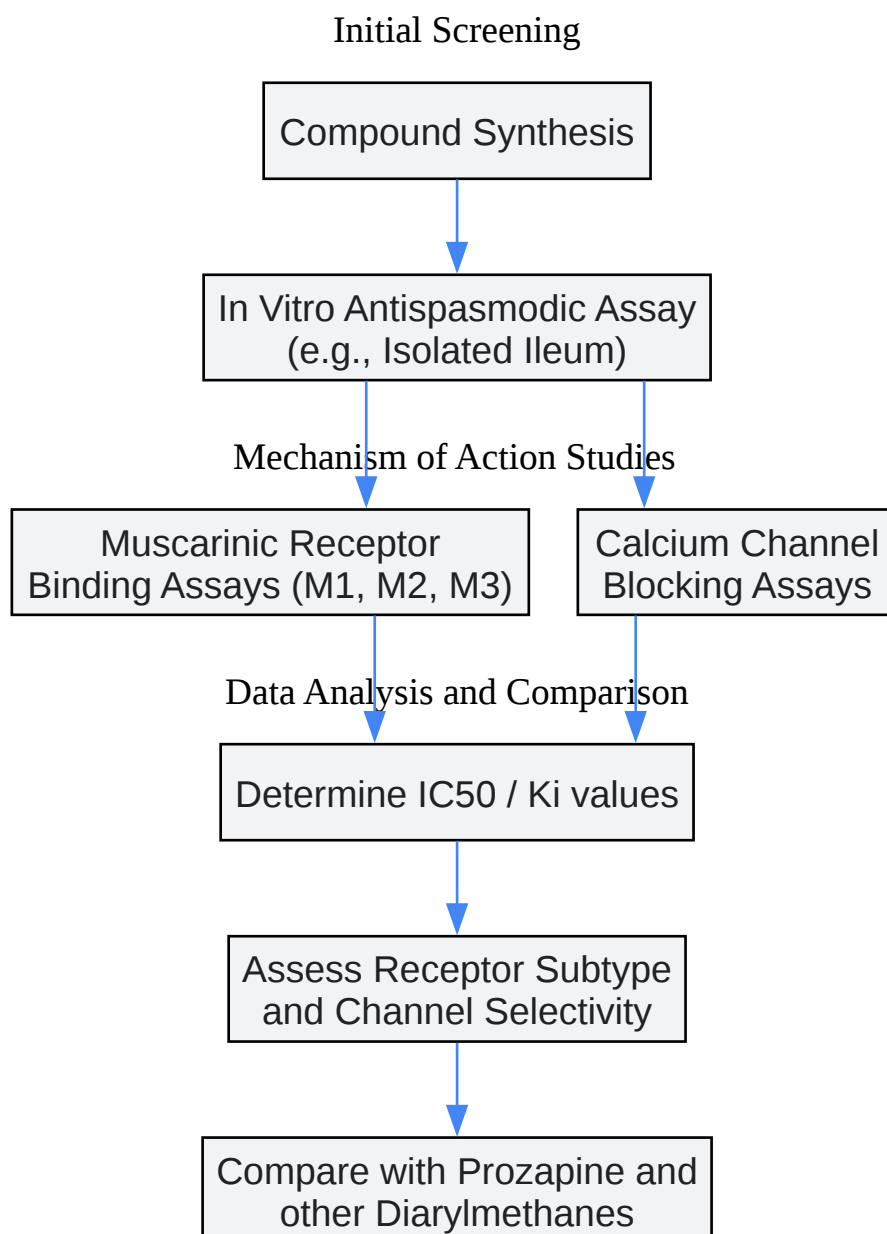 Initial Screening
Compound Synthesis
In Vitro Antispasmodic Assay
(e.g., Isolated Ileum)
Mechanism of Action Studies
Muscarinic Receptor
Binding Assays (M1, M2, M3)
Calcium Channel
Blocking Assays
Data Analysis and Comparison
Determine IC50 / Ki values
Assess Receptor Subtype
and Channel Selectivity
Compare with Prozapine and
other Diarylmethanes